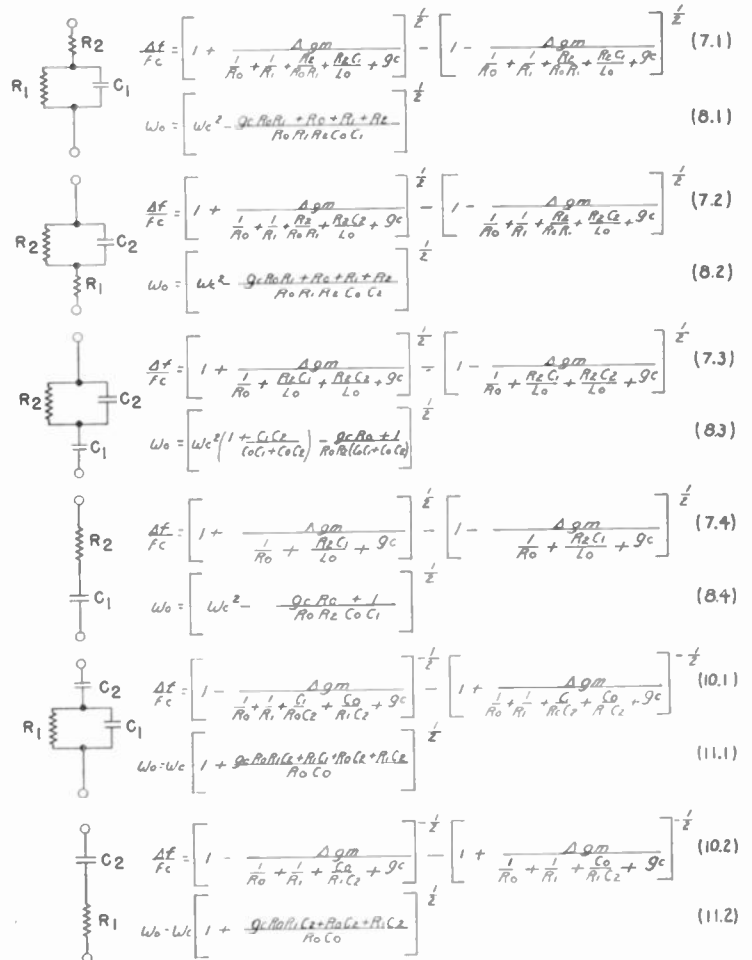 R2 R1 C1 Δf/Fc = [1 + Δgm/(1/R0 + 1/R1 + R2/R0R1 + R2C1/L0 + gc)]^1/2 − [1 − Δgm/(1/R0 + 1/R1 + R2/R0R1 + R2C1/L0 + gc)]^1/2 (7.1)
ω0 = [ωc² − (gcR0R1 + R0 + R1 + R2)/(R0R1R2C0C1)]^1/2 (8.1)
R2 C2 R1 Δf/Fc = [1 + Δgm/(1/R0 + 1/R1 + R2/R0R1 + R2C2/L0 + gc)]^1/2 − [1 − Δgm/(1/R0 + 1/R1 + R2/R0R1 + R2C2/L0 + gc)]^1/2 (7.2)
ω0 = [ωc² − (gcR0R1 + R0 + R1 + R2)/(R0R1R2C0C2)]^1/2 (8.2)
R2 C2 C1 Δf/Fc = [1 + Δgm/(1/R0 + R2C1/L0 + R2C2/L0 + gc)]^1/2 − [1 − Δgm/(1/R0 + R2C1/L0 + R2C2/L0 + gc)]^1/2 (7.3)
ω0 = [ωc²(1 + C1C2/(C0C1+C0C2)) − (gcR0 + 1)/(R0R2(C0C1+C0C2))]^1/2 (8.3)
R2 C1 Δf/Fc = [1 + Δgm/(1/R0 + R2C1/L0 + gc)]^1/2 − [1 − Δgm/(1/R0 + R2C1/L0 + gc)]^1/2 (7.4)
ω0 = [ωc² − (gcR0 + 1)/(R0R2C0C1)]^1/2 (8.4)
C2 R1 C1 Δf/Fc = [1 − Δgm/(1/R0 + 1/R1 + C1/R0C2 + C0/R1C2 + gc)]^-1/2 − [1 + Δgm/(1/R0 + 1/R1 + C1/R0C2 + C0/R1C2 + gc)]^-1/2 (10.1)
ω0 = ωc [1 + (gcR0R1C2 + R1C1 + R0C2 + R1C2)/(R0C0)]^1/2 (11.1)
C2 R1 Δf/Fc = [1 − Δgm/(1/R0 + 1/R1 + C0/R1C2 + gc)]^-1/2 − [1 + Δgm/(1/R0 + 1/R1 + C0/R1C2 + gc)]^-1/2 (10.2)
ω0 = ωc [1 + (gcR0R1C2 + R0C2 + R1C2)/(R0C0)]^1/2 (11.2)